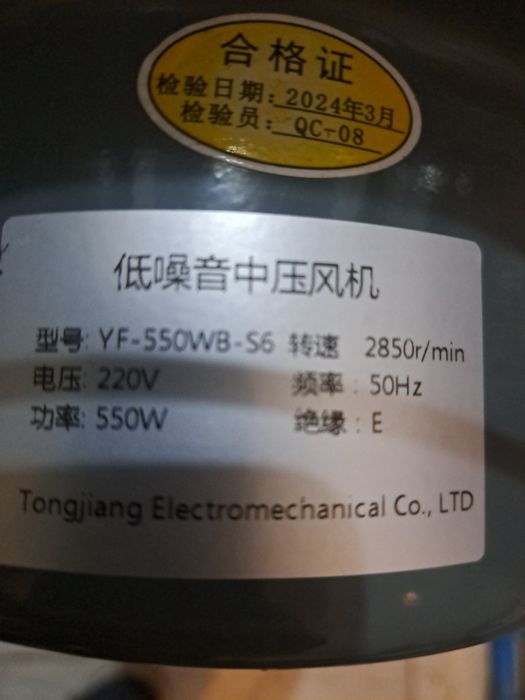 合格证
检验日期: 2024年3月
检验员: QC-08
低噪音中压风机
型号: YF-550WB-S6 转速 2850r/min
电压: 220V 频率: 50Hz
功率: 550W 绝缘: E
Tongjiang Electromechanical Co., LTD